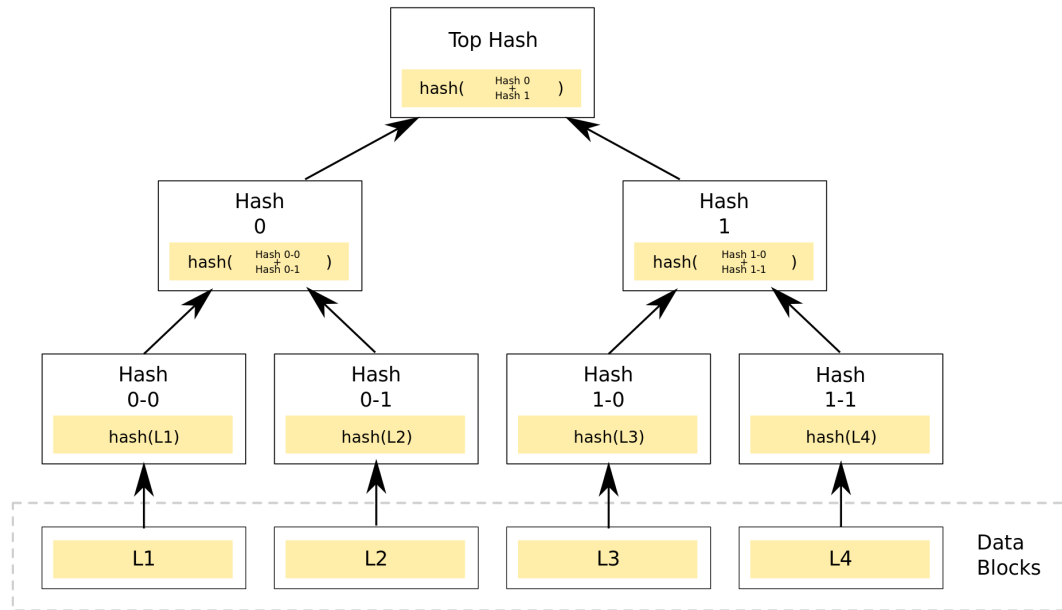 Top Hash
hash( Hash 0 + Hash 1 )
Hash
0
hash( Hash 0-0 + Hash 0-1 )
Hash
1
hash( Hash 1-0 + Hash 1-1 )
Hash
0-0
hash(L1)
Hash
0-1
hash(L2)
Hash
1-0
hash(L3)
Hash
1-1
hash(L4)
L1
L2
L3
L4
Data
Blocks